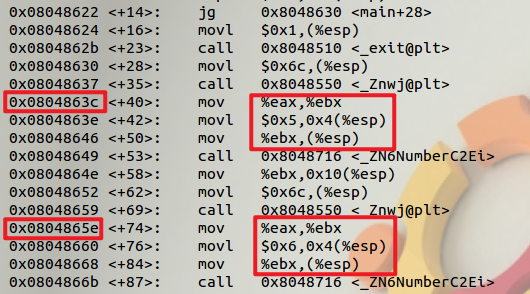 0x08048622 <+14>: jg 0x8048630 <main+28>
0x08048624 <+16>: movl $0x1,(%esp)
0x0804862b <+23>: call 0x8048510 <_exit@plt>
0x08048630 <+28>: movl $0x6c,(%esp)
0x08048637 <+35>: call 0x8048550 <_Znwj@plt>
0x0804863c <+40>: mov %eax,%ebx
0x0804863e <+42>: movl $0x5,0x4(%esp)
0x08048646 <+50>: mov %ebx,(%esp)
0x08048649 <+53>: call 0x8048716 <_ZN6NumberC2Ei>
0x0804864e <+58>: mov %ebx,0x10(%esp)
0x08048652 <+62>: movl $0x6c,(%esp)
0x08048659 <+69>: call 0x8048550 <_Znwj@plt>
0x0804865e <+74>: mov %eax,%ebx
0x08048660 <+76>: movl $0x6,0x4(%esp)
0x08048668 <+84>: mov %ebx,(%esp)
0x0804866b <+87>: call 0x8048716 <_ZN6NumberC2Ei>